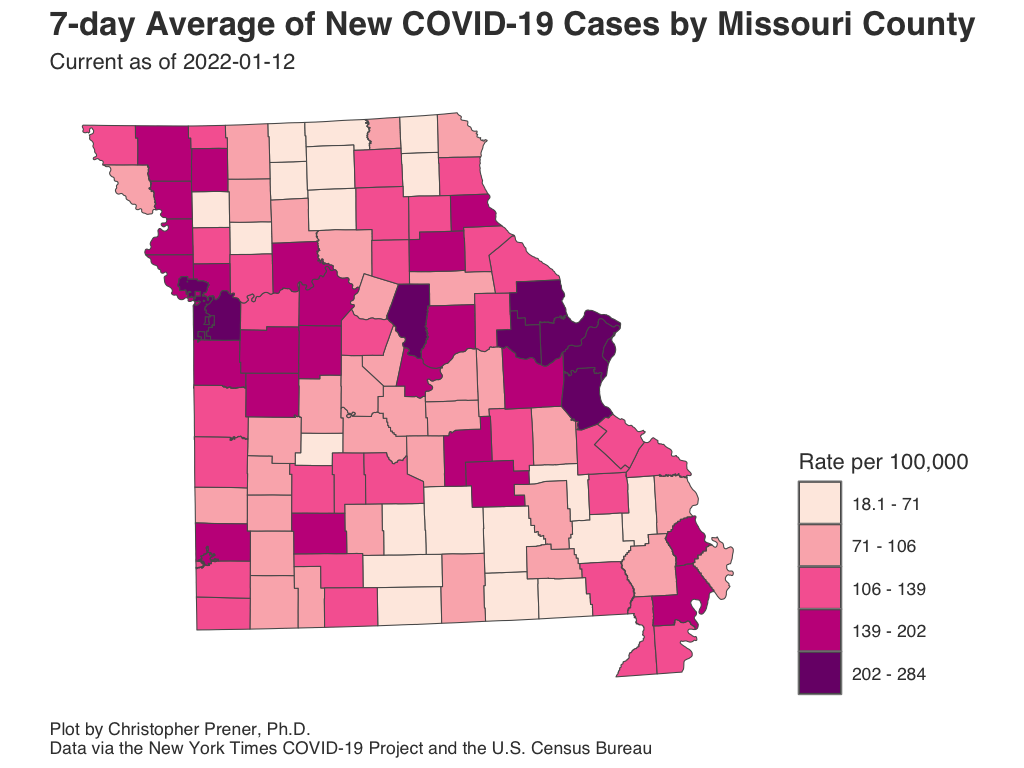 7-day Average of New COVID-19 Cases by Missouri County
Current as of 2022-01-12
Rate per 100,000
18.1 - 71
71 - 106
106 - 139
139 - 202
202 - 284
Plot by Christopher Prener, Ph.D.
Data via the New York Times COVID-19 Project and the U.S. Census Bureau